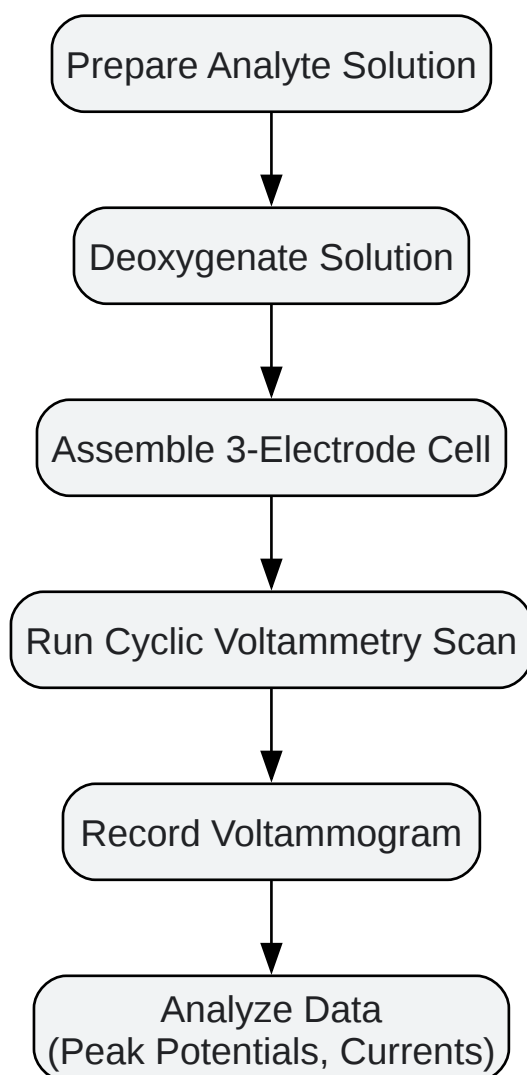 Prepare Analyte Solution
Deoxygenate Solution
Assemble 3-Electrode Cell
Run Cyclic Voltammetry Scan
Record Voltammogram
Analyze Data
(Peak Potentials, Currents)